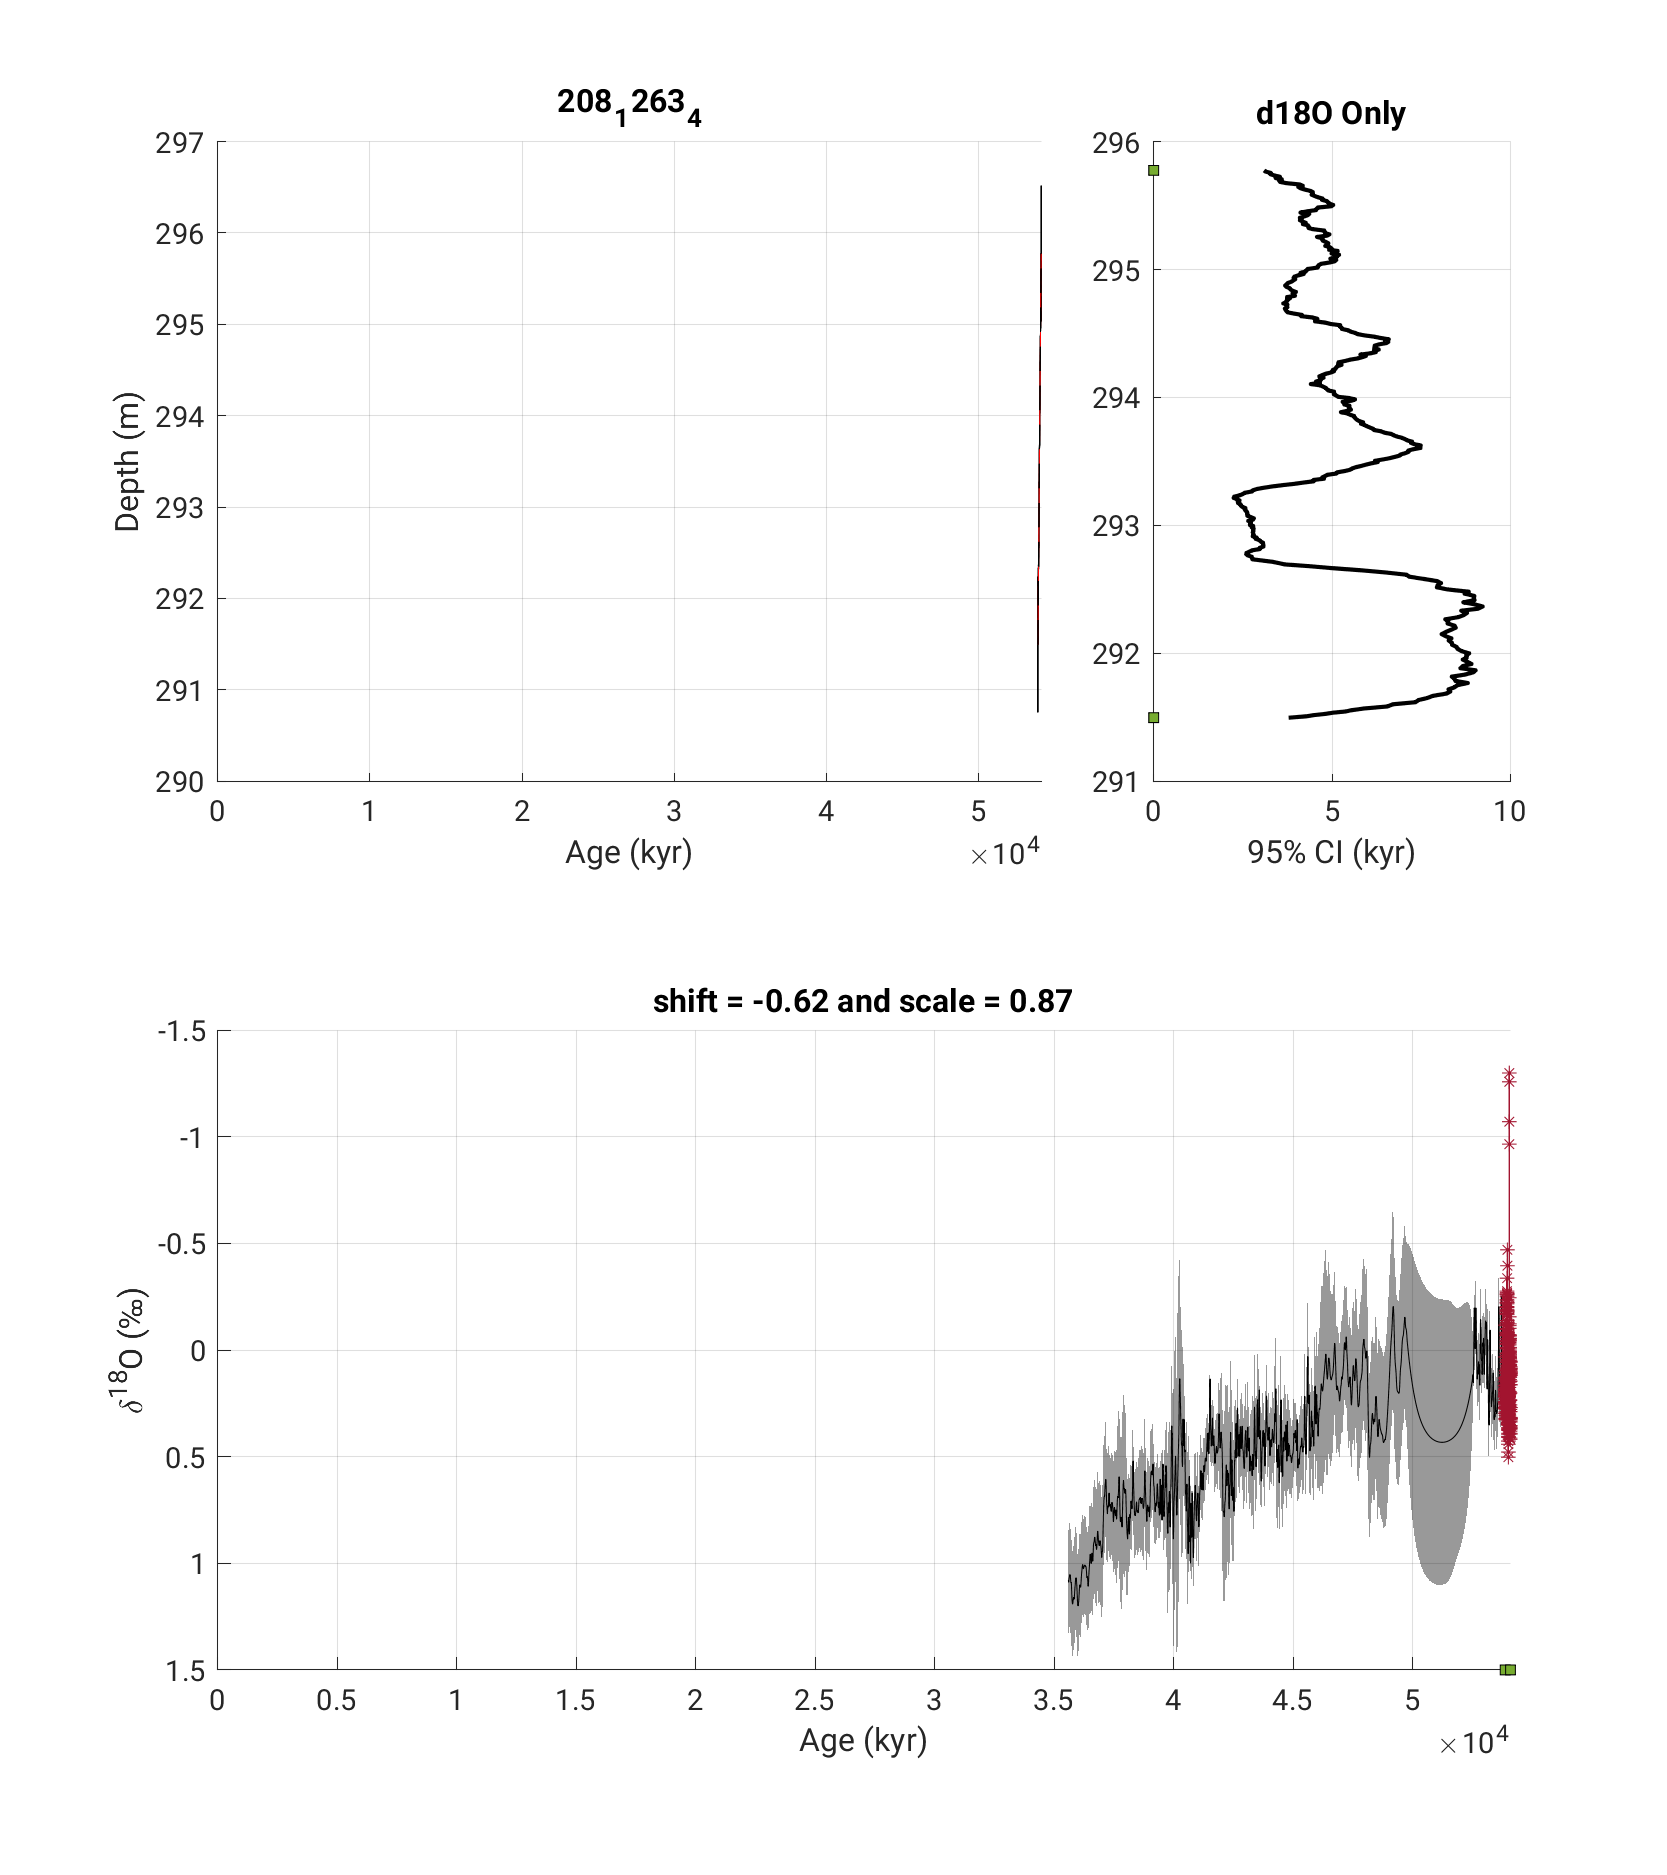 208₁263₄
297
296
295
294
293
292
291
290
Depth (m)
0 1 2 3 4 5
×10⁴
Age (kyr)
d18O Only
296
295
294
293
292
291
0 5 10
95% CI (kyr)
shift = -0.62 and scale = 0.87
-1.5
-1
-0.5
0
0.5
1
1.5
δ¹⁸O (‰)
0 0.5 1 1.5 2 2.5 3 3.5 4 4.5 5
×10⁴
Age (kyr)